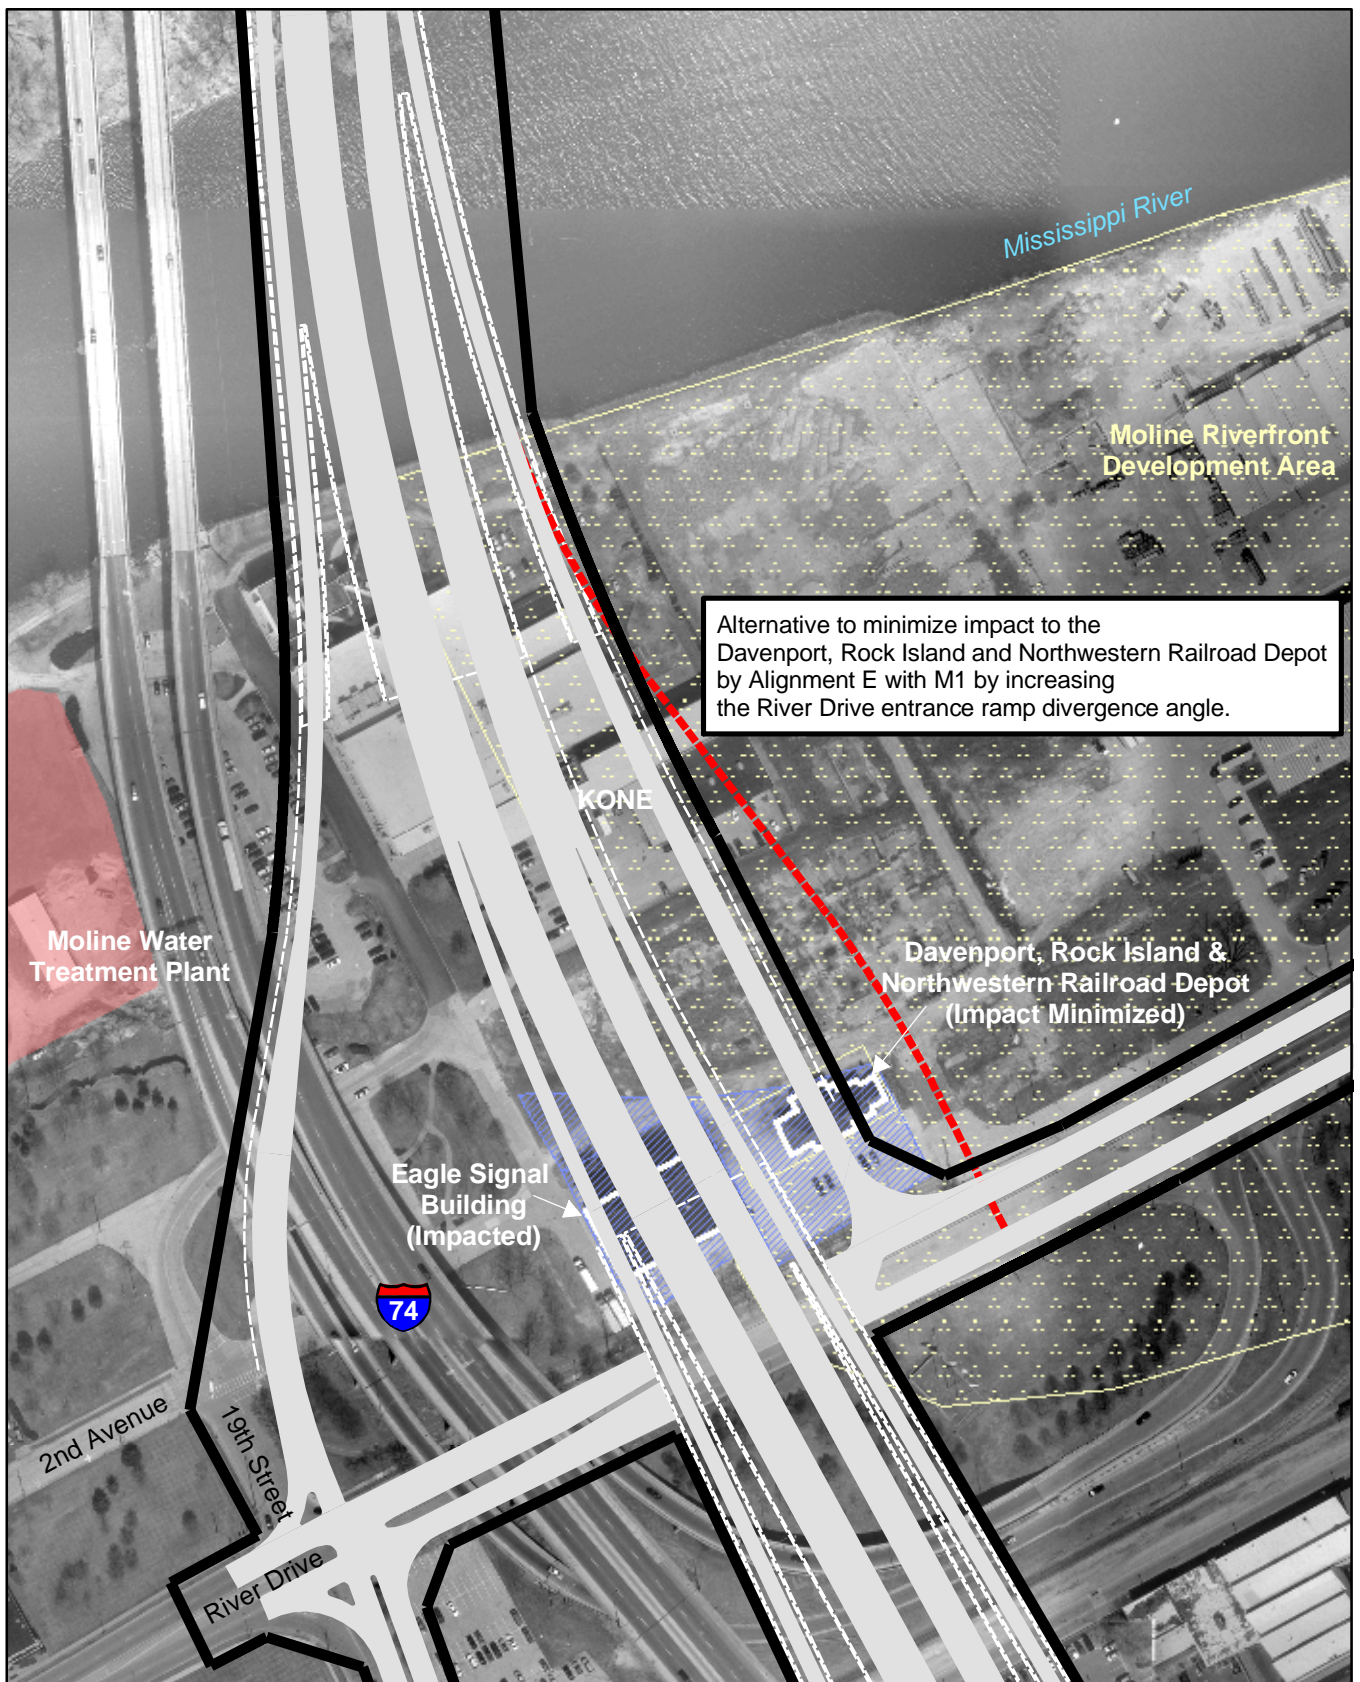 Mississippi River
Moline Riverfront
Development Area
Alternative to minimize impact to the
Davenport, Rock Island and Northwestern Railroad Depot
by Alignment E with M1 by increasing
the River Drive entrance ramp divergence angle.
KONE
Moline Water
Treatment Plant
Davenport, Rock Island &
Northwestern Railroad Depot
(Impact Minimized)
Eagle Signal
Building
(Impacted)
74
2nd Avenue
19th Street
River Drive